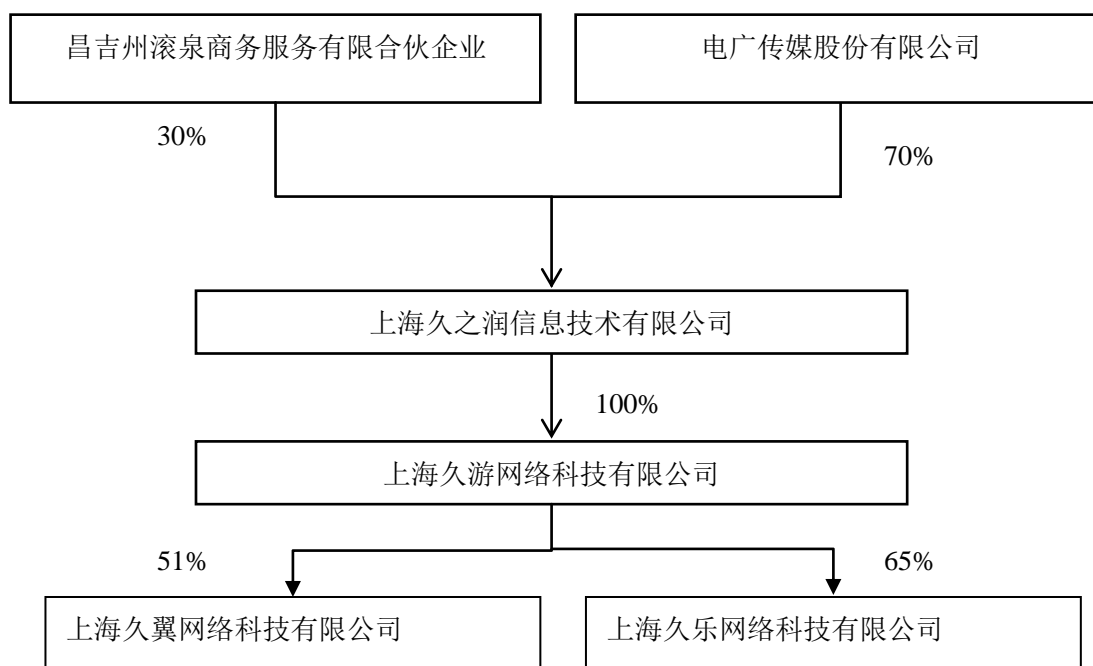 昌吉州滚泉商务服务有限合伙企业
电广传媒股份有限公司
30%
70%
上海久之润信息技术有限公司
100%
上海久游网络科技有限公司
51%
65%
上海久翼网络科技有限公司
上海久乐网络科技有限公司